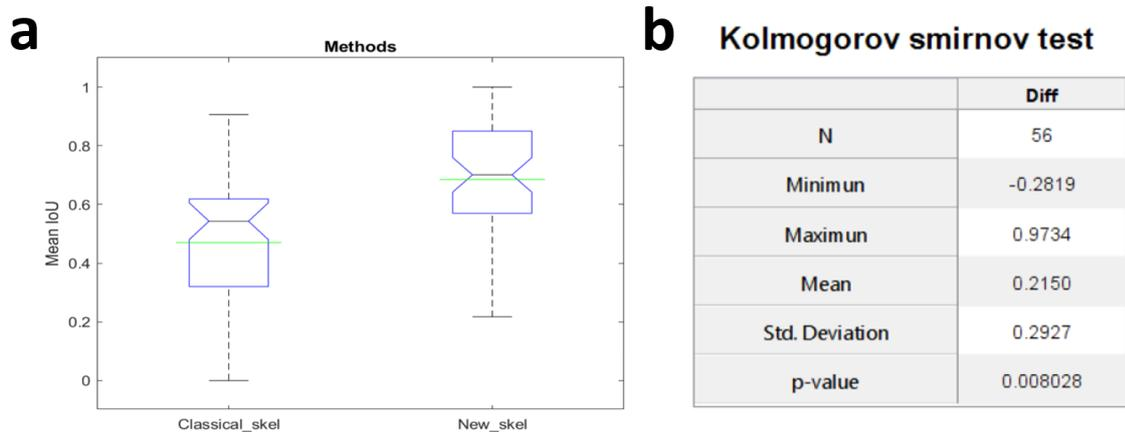 a
Methods
Mean IoU
1
0.8
0.6
0.4
0.2
0
Classical_skel New_skel
b
Kolmogorov smirnov test
Diff
N 56
Minimun -0.2819
Maximun 0.9734
Mean 0.2150
Std. Deviation 0.2927
p-value 0.008028